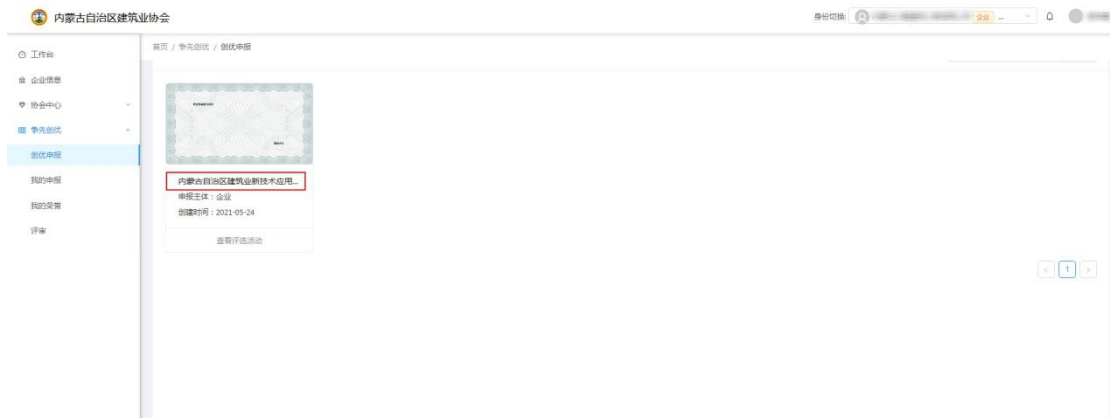 内蒙古自治区建筑业协会
身份切换:
企业
...
工作台
企业信息
协会中心
争先创优
创优申报
我的申报
我的荣誉
评审
首页 / 争先创优 / 创优申报
内蒙古自治区建筑业新技术应用...
申报主体：企业
创建时间：2021-05-24
查看评选活动
< 1 >